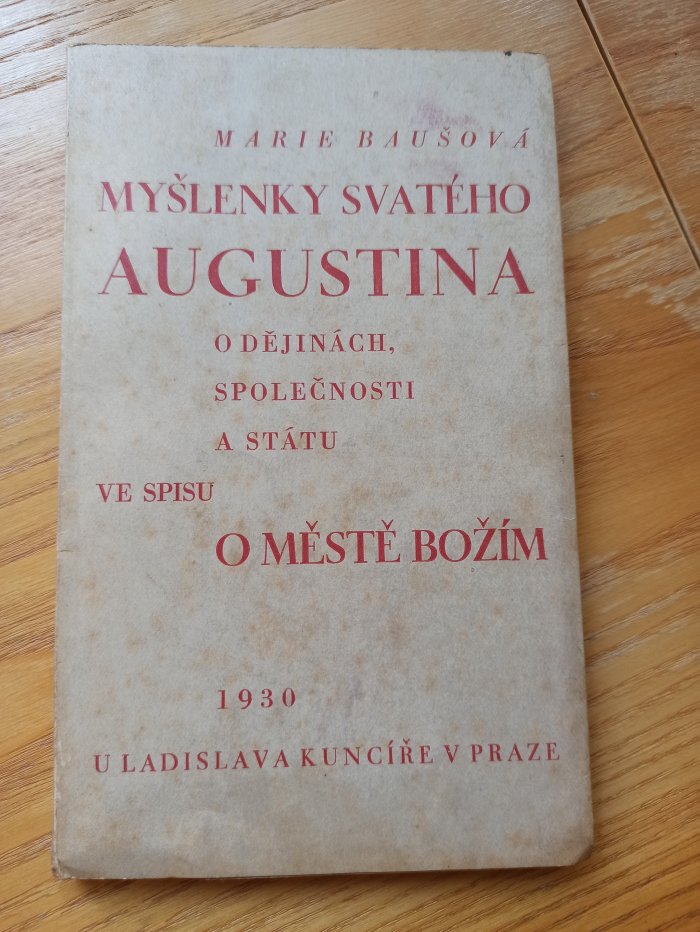 MARIE BAUŠOVÁ
MYŠLENKY SVATÉHO
AUGUSTINA
O DĚJINÁCH,
SPOLEČNOSTI
A STÁTU
VE SPISU
O MĚSTĚ BOŽÍM
1930
U LADISLAVA KUNCÍŘE V PRAZE